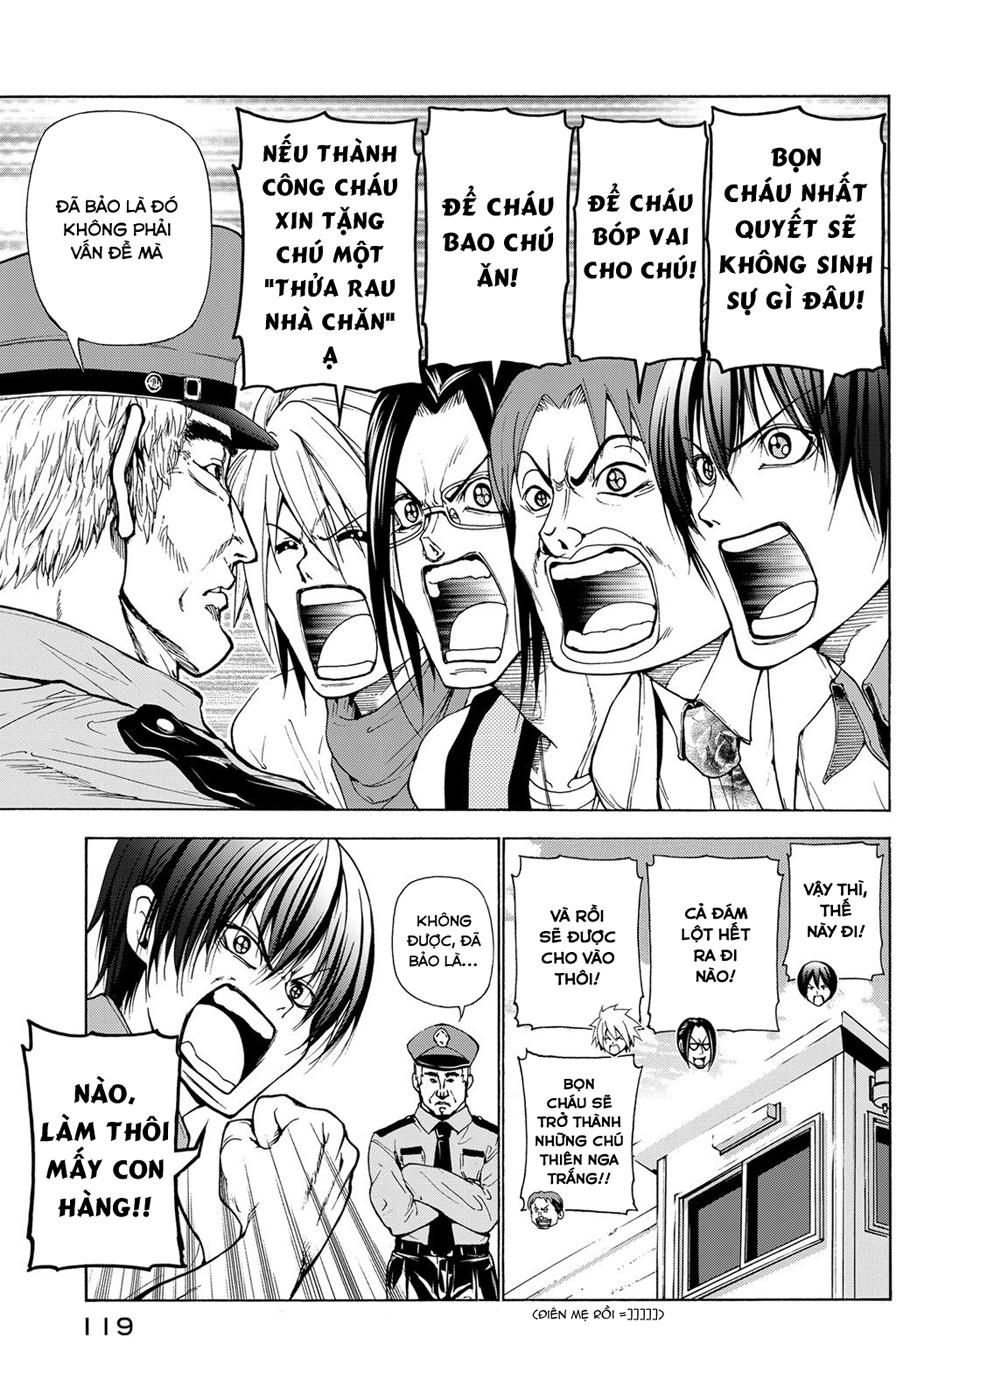 BỌN
CHÁU NHẤT
QUYẾT SẼ
KHÔNG SINH
SỰ GÌ ĐÂU!
ĐỂ CHÁU
BÓP VAI
CHO CHÚ!
ĐỂ CHÁU
BAO CHÚ
ĂN!
NẾU THÀNH
CÔNG CHÁU
XIN TẶNG
CHÚ MỘT
"THỬA RAU
NHÀ CHĂN"
Ạ
ĐÃ BẢO LÀ ĐÓ
KHÔNG PHẢI
VẤN ĐỀ MÀ
VẬY THÌ,
THẾ
NÀY ĐI!
CẢ ĐÁM
LỘT HẾT
RA ĐI
NÀO!
VÀ RỒI
SẼ ĐƯỢC
CHO VÀO
THÔI!
BỌN
CHÁU SẼ
TRỞ THÀNH
NHỮNG CHÚ
THIÊN NGA
TRẮNG!!
(ĐIÊN MẸ RỒI =]]]]])
KHÔNG
ĐƯỢC, ĐÃ
BẢO LÀ...
NÀO,
LÀM THÔI
MẤY CON
HÀNG!!
119